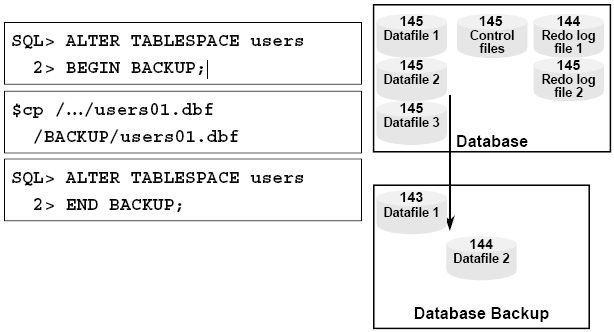 SQL> ALTER TABLESPACE users
2> BEGIN BACKUP;
$cp /…/users01.dbf
/BACKUP/users01.dbf
SQL> ALTER TABLESPACE users
2> END BACKUP;
145
Datafile 1
145
Control
files
144
Redo log
file 1
145
Datafile 2
145
Redo log
file 2
145
Datafile 3
Database
143
Datafile 1
144
Datafile 2
Database Backup